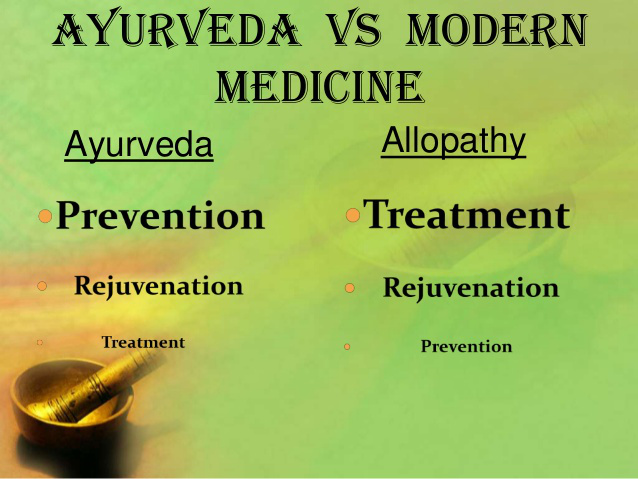 AYURVEDA VS MODERN
MEDICINE
Ayurveda
Prevention
Rejuvenation
Treatment
Allopathy
Treatment
Rejuvenation
Prevention